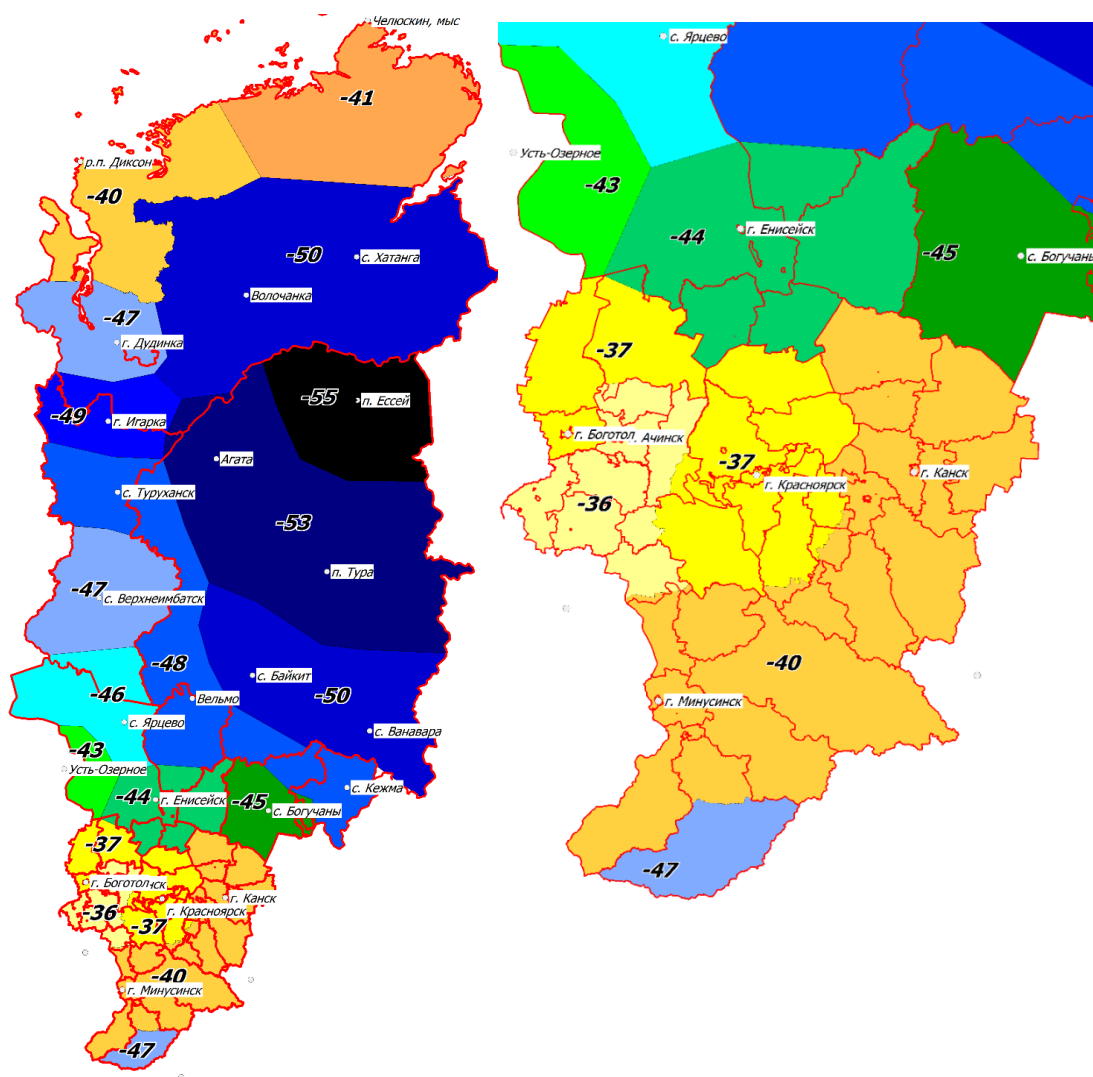 Челюскин, мыс
-41
р.п. Диксон
-40
-50
с. Хатанга
Волочанка
-47
г. Дудинка
-55
п. Ессей
-49
г. Игарка
Агата
с. Туруханск
-53
п. Тура
-47
с. Верхнеимбатск
-48
с. Байкит
-46
Вельмо
-50
с. Ярцево
с. Ванавара
-43
Усть-Озерное
с. Кежма
-44
г. Енисейск
-45
с. Богучаны
-37
г. Боготол
нск
г. Канск
-36
г. Красноярск
-37
-40
г. Минусинск
-47
с. Ярцево
Усть-Озерное
-43
-44
г. Енисейск
-45
с. Богучаны
-37
г. Боготол
, Ачинск
-37
г. Канск
г. Красноярск
-36
-40
г. Минусинск
-47